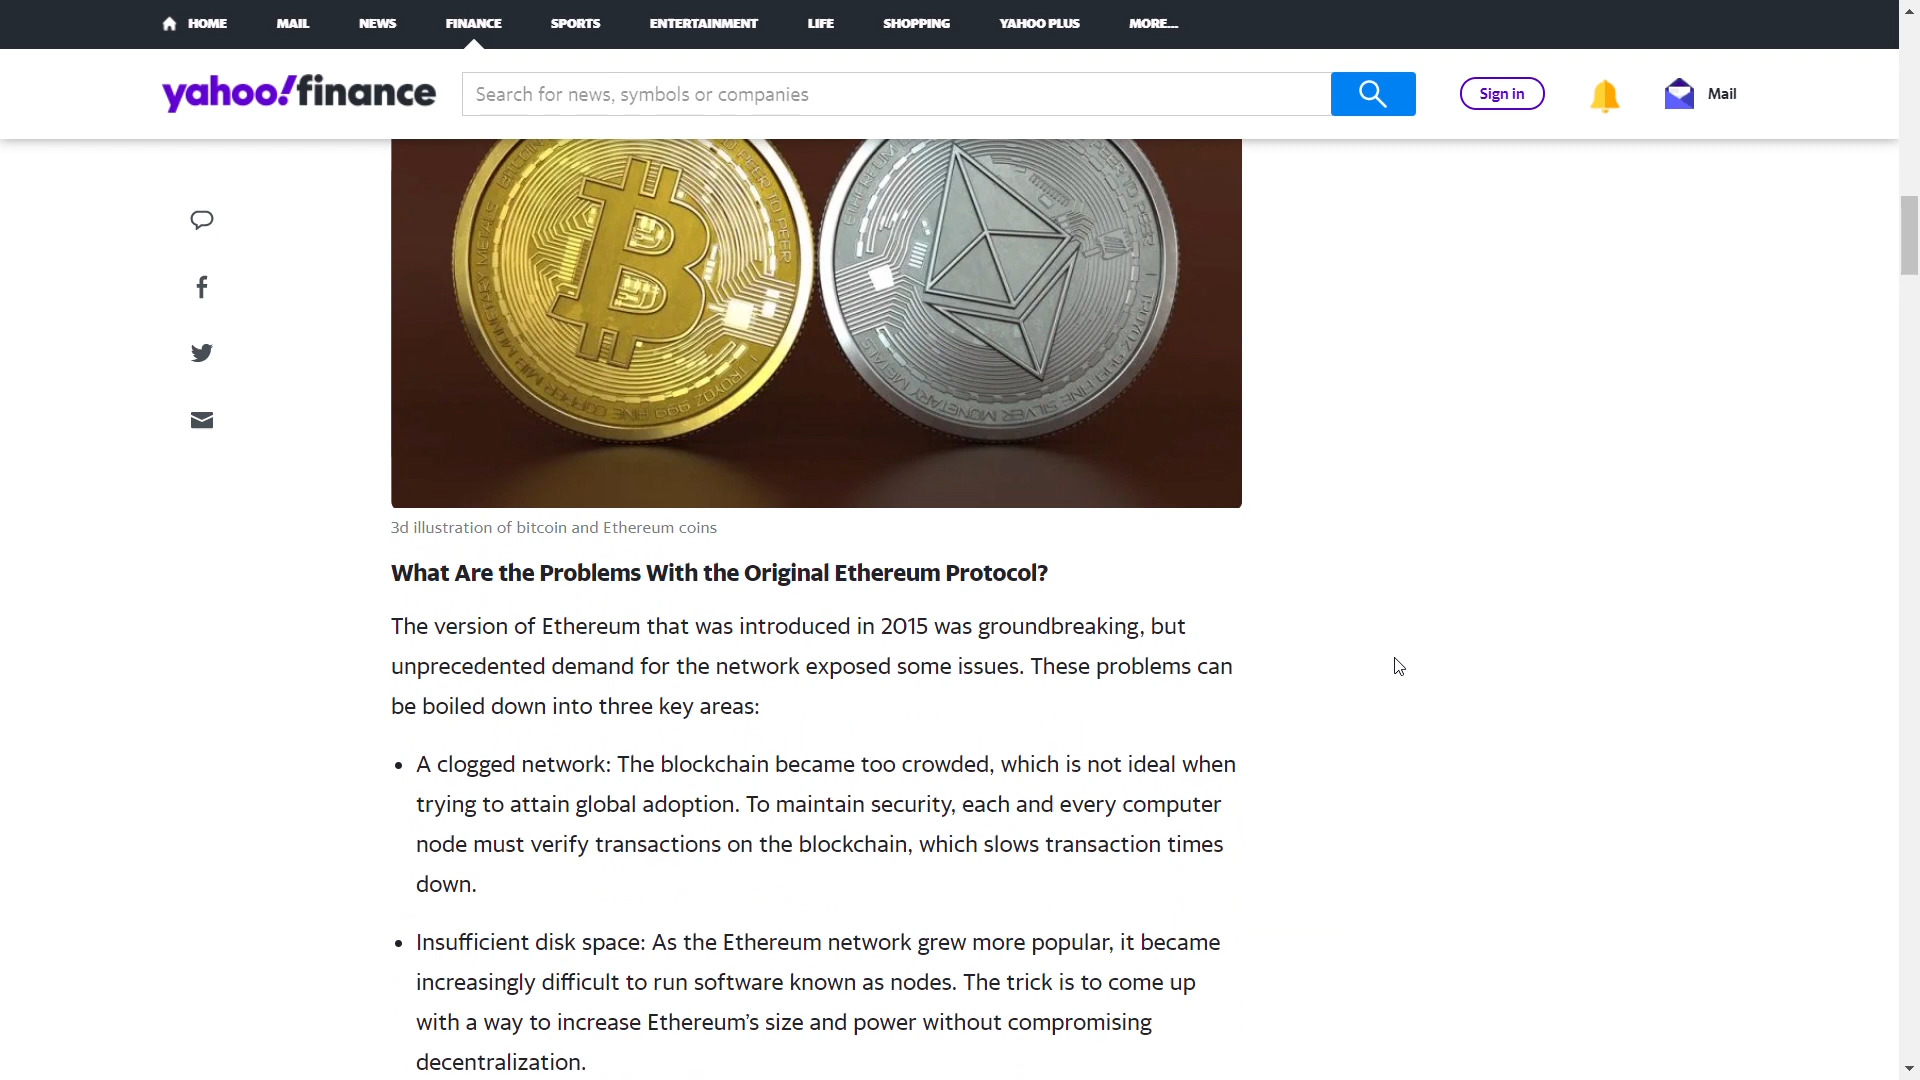 HOME MAIL NEWS FINANCE SPORTS ENTERTAINMENT LIFE SHOPPING YAHOO PLUS MORE...
yahoo!finance Search for news, symbols or companies Sign in Mail
3d illustration of bitcoin and Ethereum coins
What Are the Problems With the Original Ethereum Protocol?
The version of Ethereum that was introduced in 2015 was groundbreaking, but
unprecedented demand for the network exposed some issues. These problems can
be boiled down into three key areas:
• A clogged network: The blockchain became too crowded, which is not ideal when
trying to attain global adoption. To maintain security, each and every computer
node must verify transactions on the blockchain, which slows transaction times
down.
• Insufficient disk space: As the Ethereum network grew more popular, it became
increasingly difficult to run software known as nodes. The trick is to come up
with a way to increase Ethereum's size and power without compromising
decentralization.